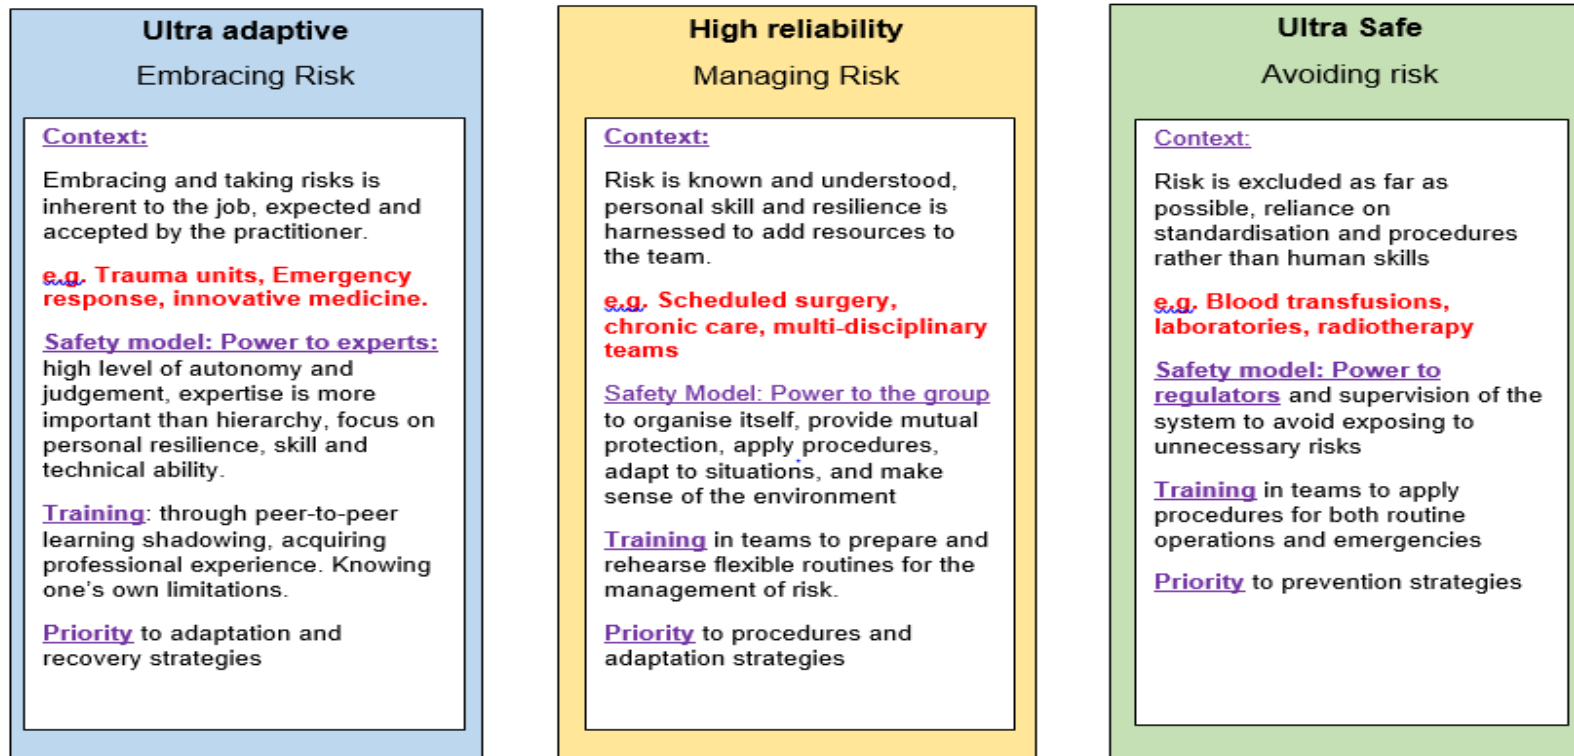 Ultra adaptive
Embracing Risk
Context:
Embracing and taking risks is
inherent to the job, expected and
accepted by the practitioner.
e.g. Trauma units, Emergency
response, innovative medicine.
Safety model: Power to experts:
high level of autonomy and
judgement, expertise is more
important than hierarchy, focus on
personal resilience, skill and
technical ability.
Training: through peer-to-peer
learning shadowing, acquiring
professional experience. Knowing
one’s own limitations.
Priority to adaptation and
recovery strategies
High reliability
Managing Risk
Context:
Risk is known and understood,
personal skill and resilience is
harnessed to add resources to
the team.
e.g. Scheduled surgery,
chronic care, multi-disciplinary
teams
Safety Model: Power to the group
to organise itself, provide mutual
protection, apply procedures,
adapt to situations, and make
sense of the environment
Training in teams to prepare and
rehearse flexible routines for the
management of risk.
Priority to procedures and
adaptation strategies
Ultra Safe
Avoiding risk
Context:
Risk is excluded as far as
possible, reliance on
standardisation and procedures
rather than human skills
e.g. Blood transfusions,
laboratories, radiotherapy
Safety model: Power to
regulators and supervision of the
system to avoid exposing to
unnecessary risks
Training in teams to apply
procedures for both routine
operations and emergencies
Priority to prevention strategies